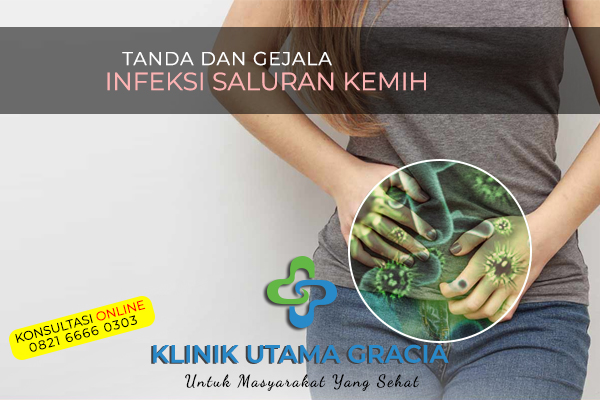 TANDA DAN GEJALA
INFEKSI SALURAN KEMIH
KONSULTASI ONLINE
0821 6666 0303
KLINIK UTAMA GRACIA
Untuk Masyarakat Yang Sehat